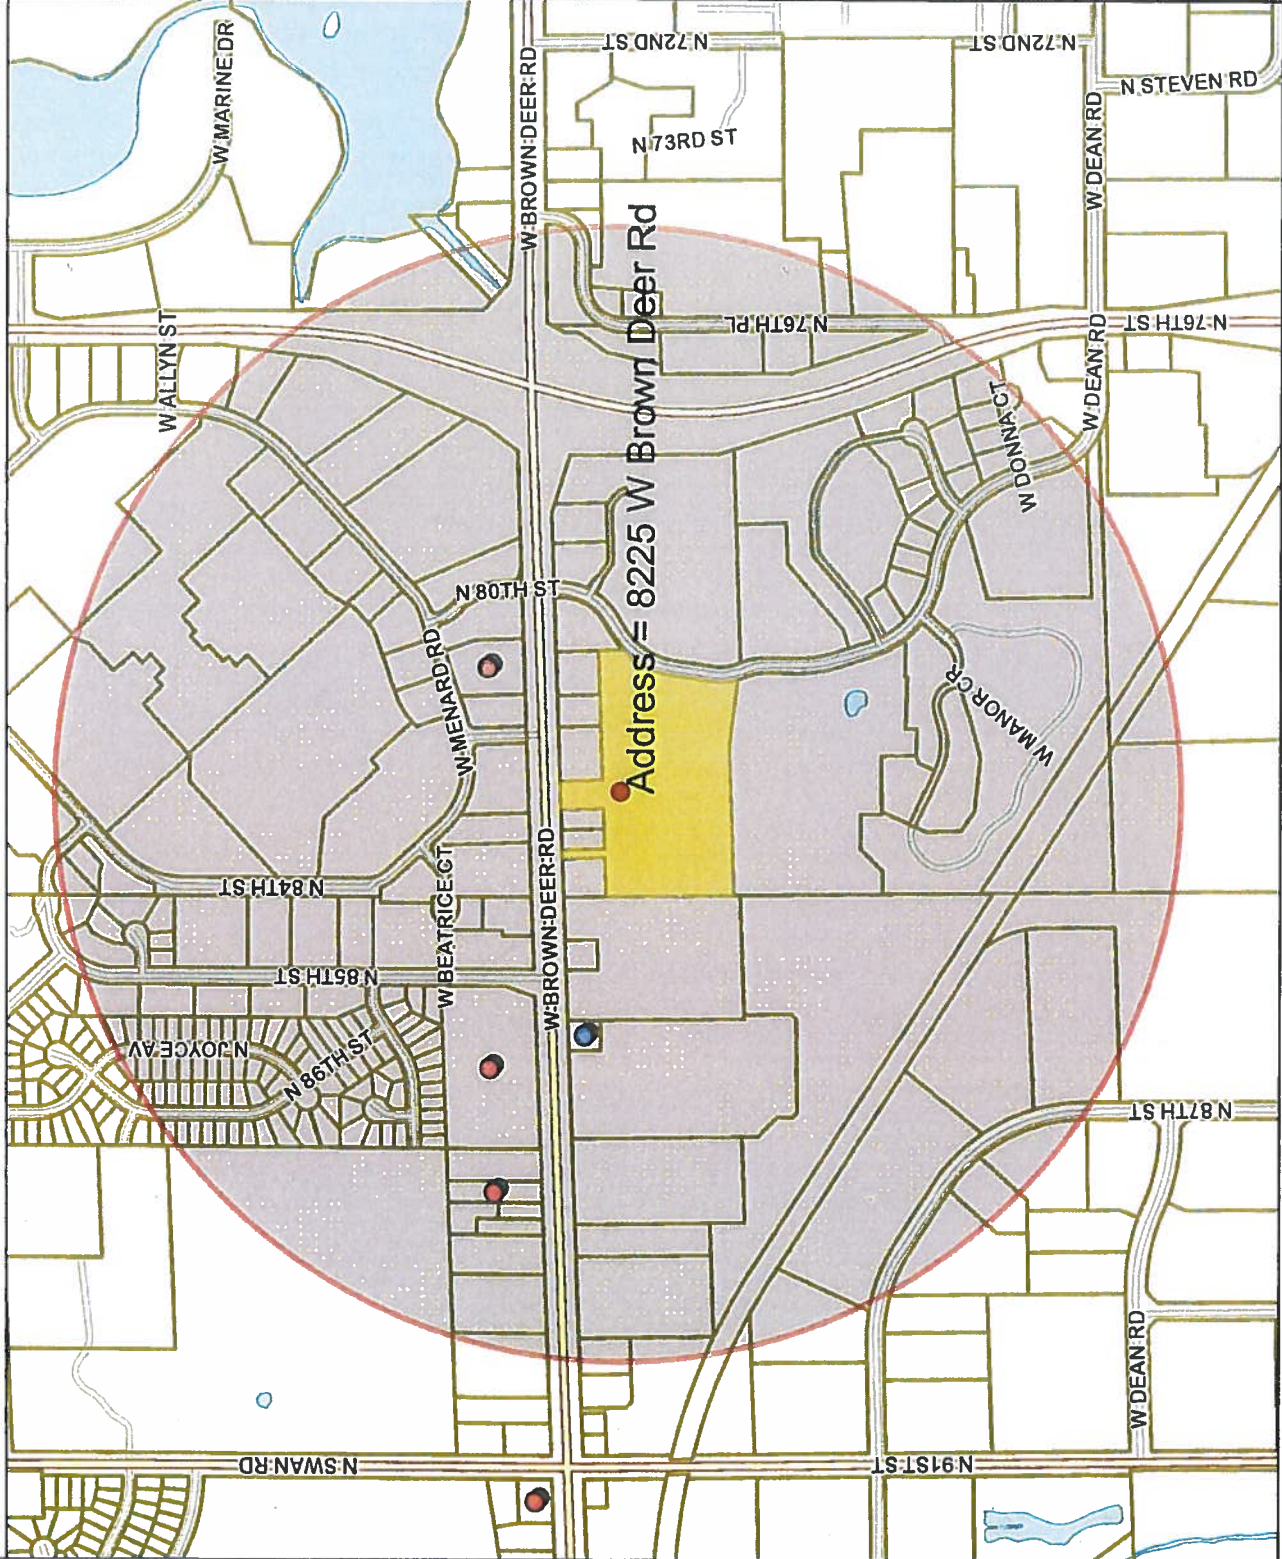 W MARINE DR
W BROWN DEER RD
N 72ND ST
N 72ND ST
N STEVEN RD
N 73RD ST
W DEAN RD
W ALLYN ST
N 76TH PL
W DEAN RD
N 76TH ST
Address = 8225 W Brown Deer Rd
W DONNA CT
N 80TH ST
W MENARD RD
W MANOR CR
N 84TH ST
W BEATRICE CT
W BROWN DEER RD
N 85TH ST
N JOYCE AV
N 86TH ST
N 87TH ST
W DEAN RD
N SWAN RD
N 91ST ST